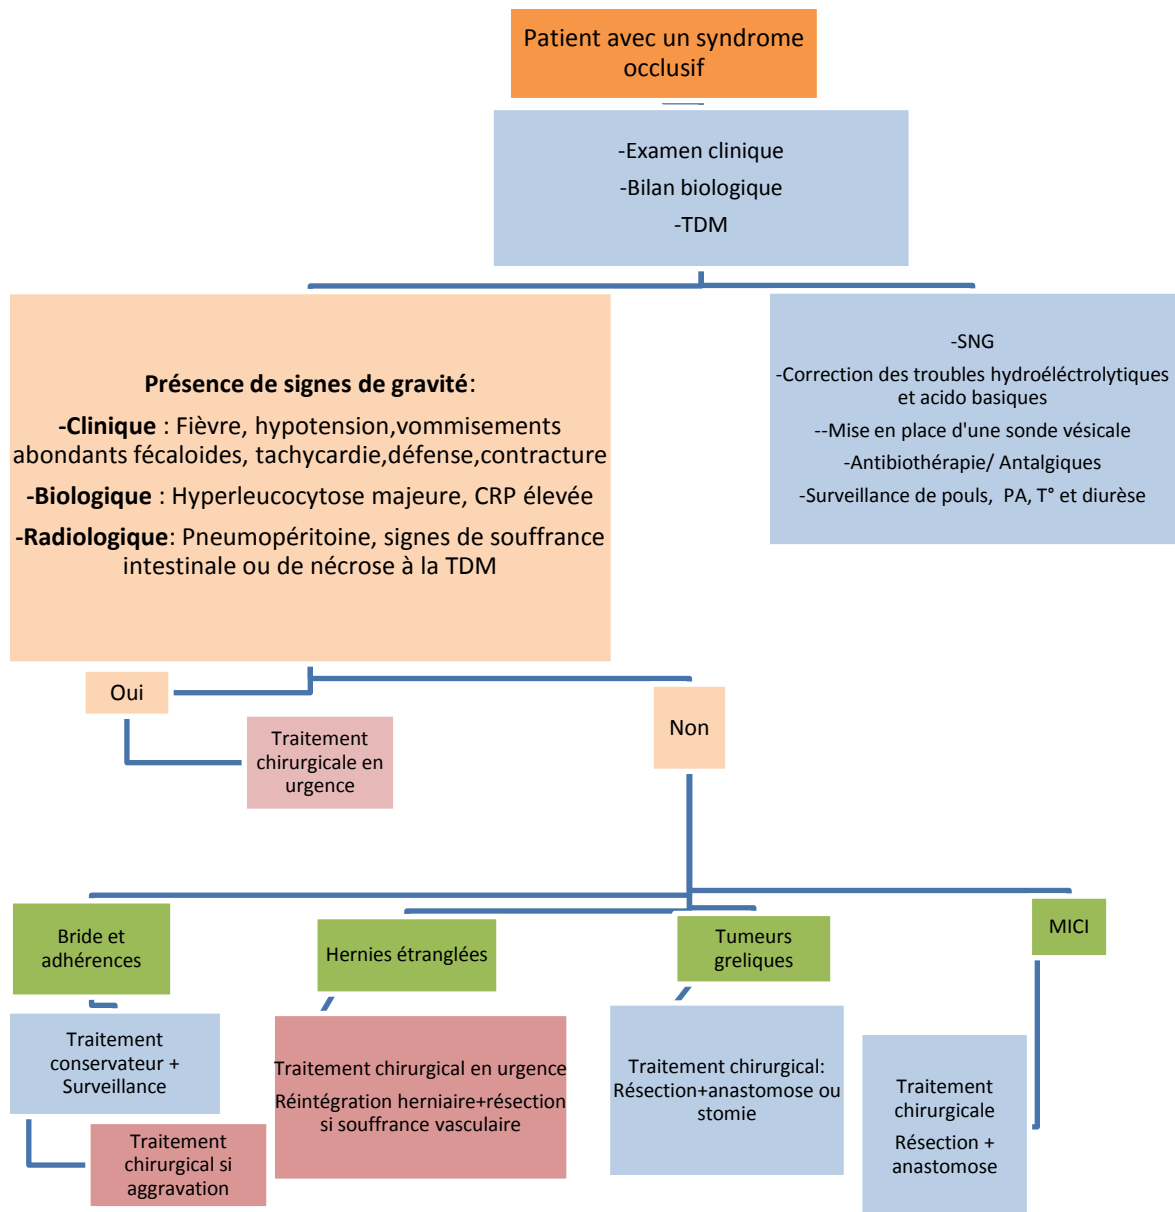 Patient avec un syndrome
occlusif
-Examen clinique
-Bilan biologique
-TDM
Présence de signes de gravité:
-Clinique : Fièvre, hypotension,vommisements
abondants fécaloides, tachycardie,défense,contracture
-Biologique : Hyperleucocytose majeure, CRP élevée
-Radiologique: Pneumopéritoine, signes de souffrance
intestinale ou de nécrose à la TDM
-SNG
-Correction des troubles hydroéléctrolytiques
et acido basiques
--Mise en place d'une sonde vésicale
-Antibiothérapie/ Antalgiques
-Surveillance de pouls, PA, T° et diurèse
Oui
Traitement
chirurgicale en
urgence
Non
Bride et
adhérences
Hernies étranglées
Tumeurs
greliques
MICI
Traitement
conservateur +
Surveillance
Traitement
chirurgical si
aggravation
Traitement chirurgical en urgence
Réintégration herniaire+résection
si souffrance vasculaire
Traitement chirurgical:
Résection+anastomose ou
stomie
Traitement
chirurgicale
Résection +
anastomose